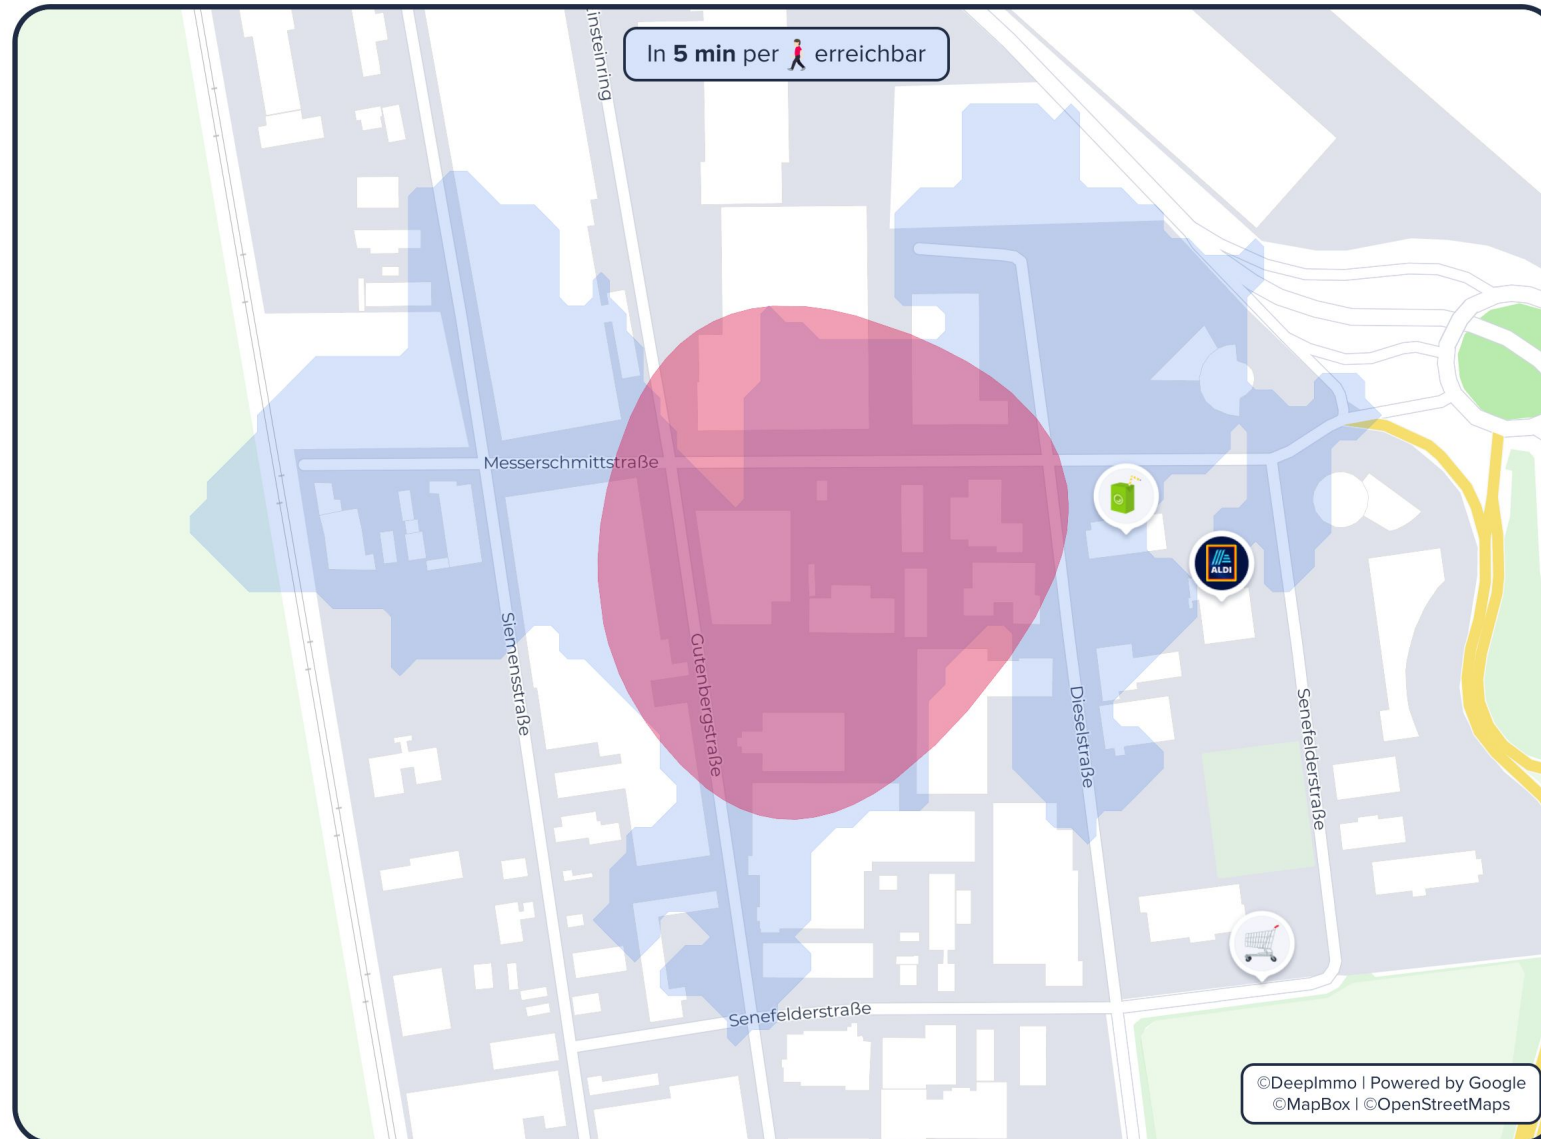 insteinring
In 5 min per erreichbar
Messerschmittstraße
ALDI
Siemensstraße
Gutenbergstraße
Dieselstraße
Senefelderstraße
Senefelderstraße
©DeepImmo | Powered by Google
©MapBox | ©OpenStreetMaps